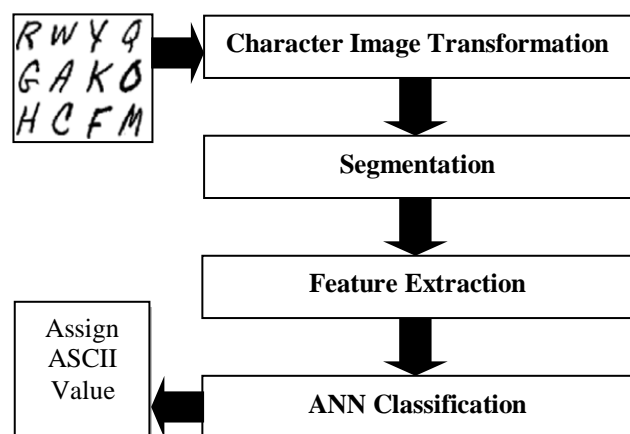 R W Y Q
G A K O
H C F M
Character Image Transformation
Segmentation
Feature Extraction
ANN Classification
Assign
ASCII
Value